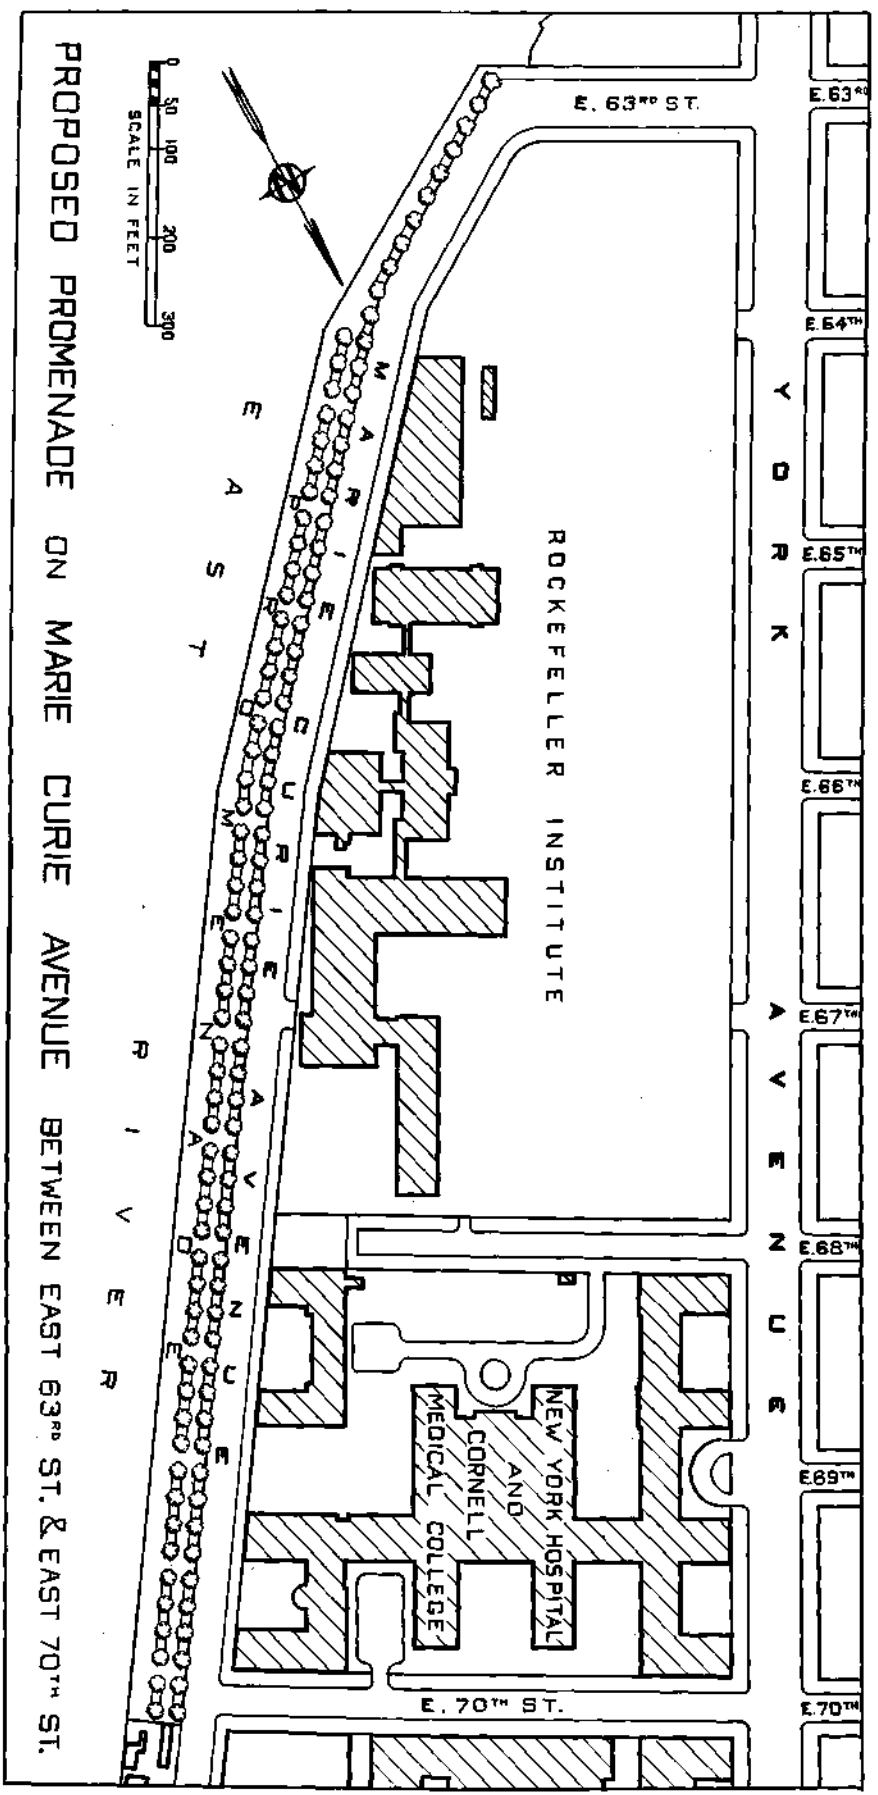 E. 63RD
E. 64TH
E. 65TH
E. 66TH
E. 67TH
E. 68TH
E. 69TH
E. 70TH
YORK AVENUE
E. 63RD ST.
ROCKEFELLER INSTITUTE
NEW YORK HOSPITAL
AND
CORNELL
MEDICAL COLLEGE
E. 70TH ST.
MARIE CURIE AVENUE
PROMENADE
EAST RIVER
N
0 50 100 200 300
SCALE IN FEET
PROPOSED PROMENADE ON MARIE CURIE AVENUE BETWEEN EAST 63RD ST. & EAST 70TH ST.